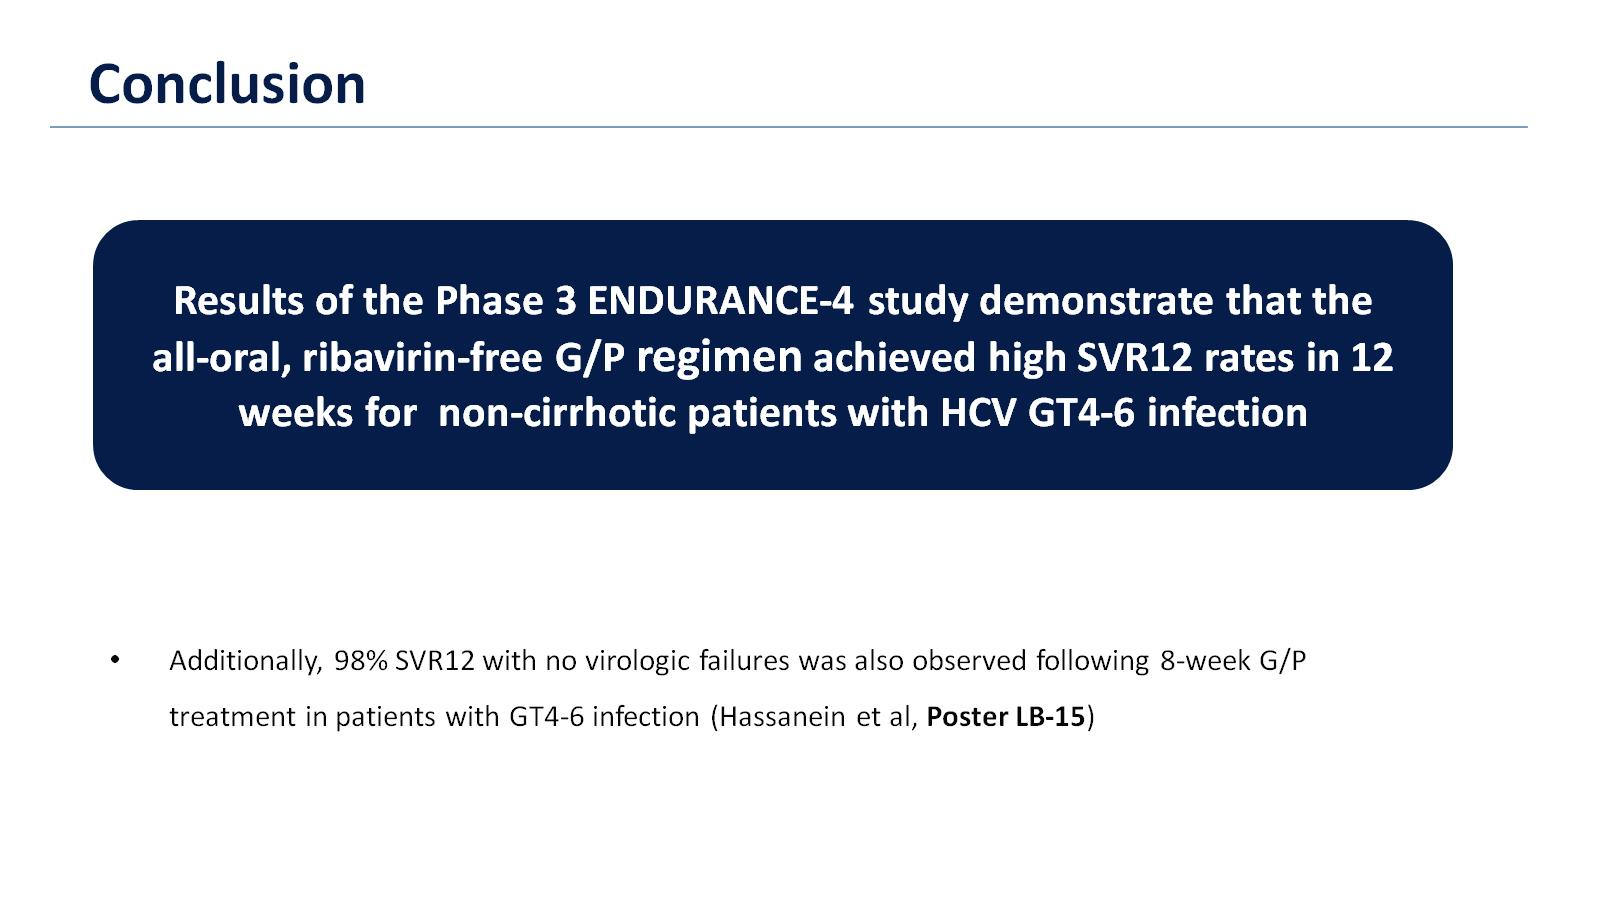 Conclusion
Results of the Phase 3 ENDURANCE-4 study demonstrate that the
all-oral, ribavirin-free G/P regimen achieved high SVR12 rates in 12
weeks for  non-cirrhotic patients with HCV GT4-6 infection
• Additionally, 98% SVR12 with no virologic failures was also observed following 8-week G/P
treatment in patients with GT4-6 infection (Hassanein et al, Poster LB-15)